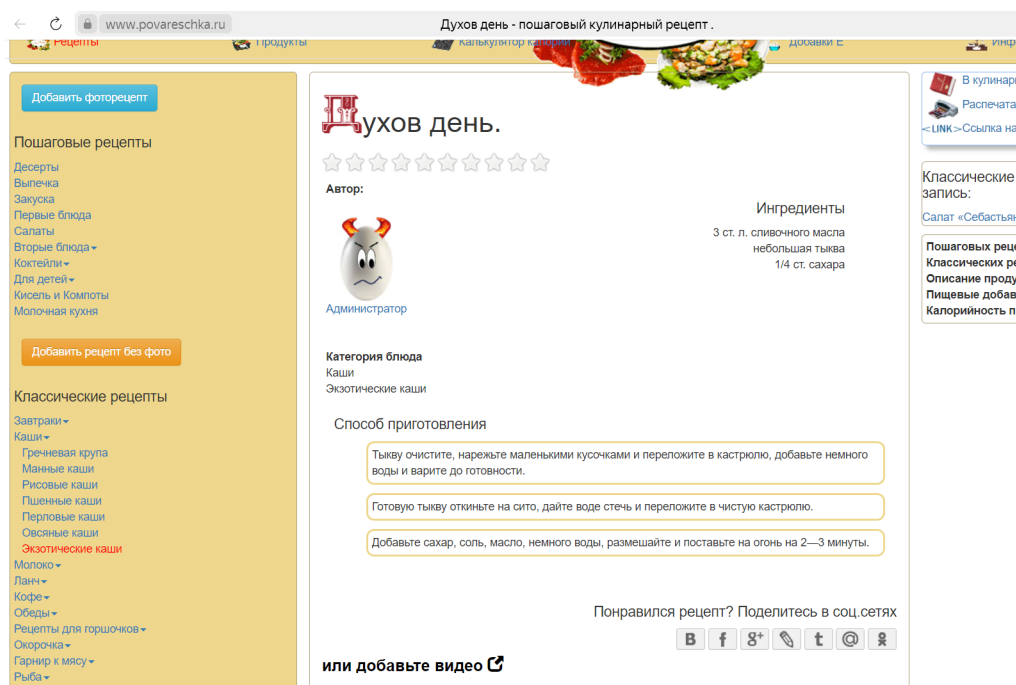 www.povareschka.ru
Духов день - пошаговый кулинарный рецепт .
Рецепты
Продукты
Калькулятор калорий
Добавки Е
Добавить фоторецепт
Пошаговые рецепты
Десерты
Выпечка
Закуска
Первые блюда
Салаты
Вторые блюда
Коктейли
Для детей
Кисель и Компоты
Молочная кухня
Добавить рецепт без фото
Классические рецепты
Завтраки
Каши
Гречневая крупа
Манные каши
Рисовые каши
Пшенные каши
Перловые каши
Овсяные каши
Экзотические каши
Молоко
Ланч
Кофе
Обеды
Рецепты для горшочков
Окорочка
Гарнир к мясу
Рыба
Духов день.
Автор:
Администратор
Ингредиенты
3 ст. л. сливочного масла
небольшая тыква
1/4 ст. сахара
Категория блюда
Каши
Экзотические каши
Способ приготовления
Тыкву очистите, нарежьте маленькими кусочками и переложите в кастрюлю, добавьте немного
воды и варите до готовности.
Готовую тыкву откиньте на сито, дайте воде стечь и переложите в чистую кастрюлю.
Добавьте сахар, соль, масло, немного воды, размешайте и поставьте на огонь на 2—3 минуты.
Понравился рецепт? Поделитесь в соц.сетях
или добавьте видео
В
<LINK>Ссылка
Классические
запись:
Салат
Пошаговых
Классических
Описание
Пищевые
Калорийность